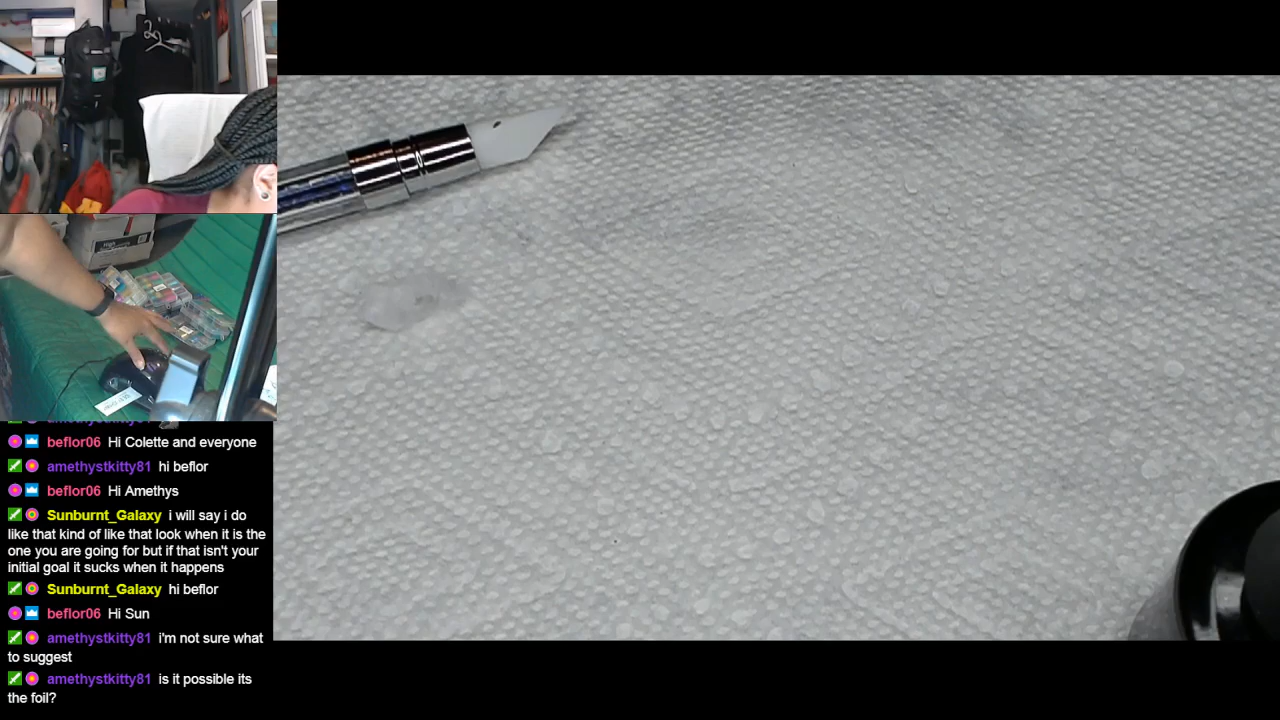 beflor06 Hi Colette and everyone
amethystkitty81 hi beflor
beflor06 Hi Amethys
Sunburnt_Galaxy i will say i do
like that kind of like that look when it is the
one you are going for but if that isn't your
initial goal it sucks when it happens
Sunburnt_Galaxy hi beflor
beflor06 Hi Sun
amethystkitty81 i'm not sure what
to suggest
amethystkitty81 is it possible its
the foil?